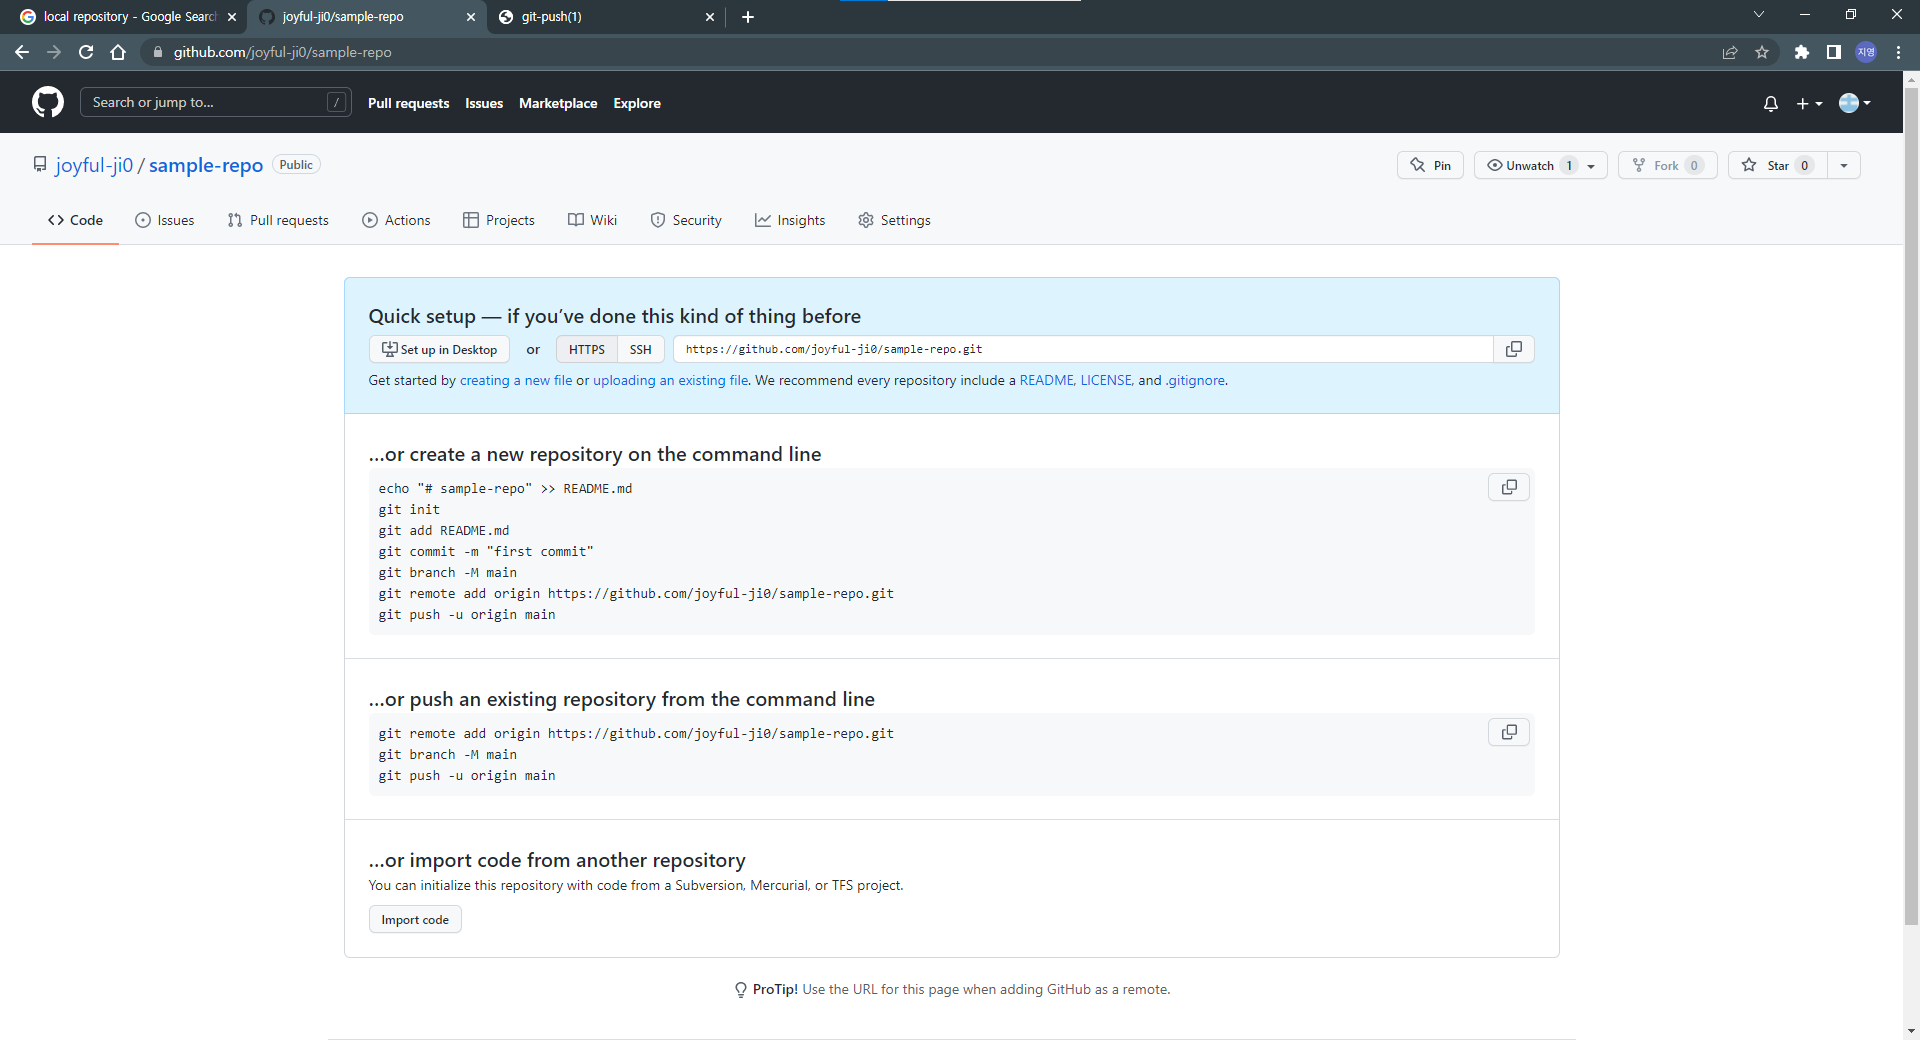 local repository - Google Search
joyful-ji0/sample-repo
git-push(1)
github.com/joyful-ji0/sample-repo
지영
Search or jump to...
/
Pull requests
Issues
Marketplace
Explore
joyful-ji0 / sample-repo
Public
Pin
Unwatch 1
Fork 0
Star 0
Code
Issues
Pull requests
Actions
Projects
Wiki
Security
Insights
Settings
Quick setup — if you’ve done this kind of thing before
Set up in Desktop
or
HTTPS
SSH
https://github.com/joyful-ji0/sample-repo.git
Get started by creating a new file or uploading an existing file. We recommend every repository include a README, LICENSE, and .gitignore.
…or create a new repository on the command line
echo "# sample-repo" >> README.md
git init
git add README.md
git commit -m "first commit"
git branch -M main
git remote add origin https://github.com/joyful-ji0/sample-repo.git
git push -u origin main
…or push an existing repository from the command line
git remote add origin https://github.com/joyful-ji0/sample-repo.git
git branch -M main
git push -u origin main
…or import code from another repository
You can initialize this repository with code from a Subversion, Mercurial, or TFS project.
Import code
ProTip! Use the URL for this page when adding GitHub as a remote.